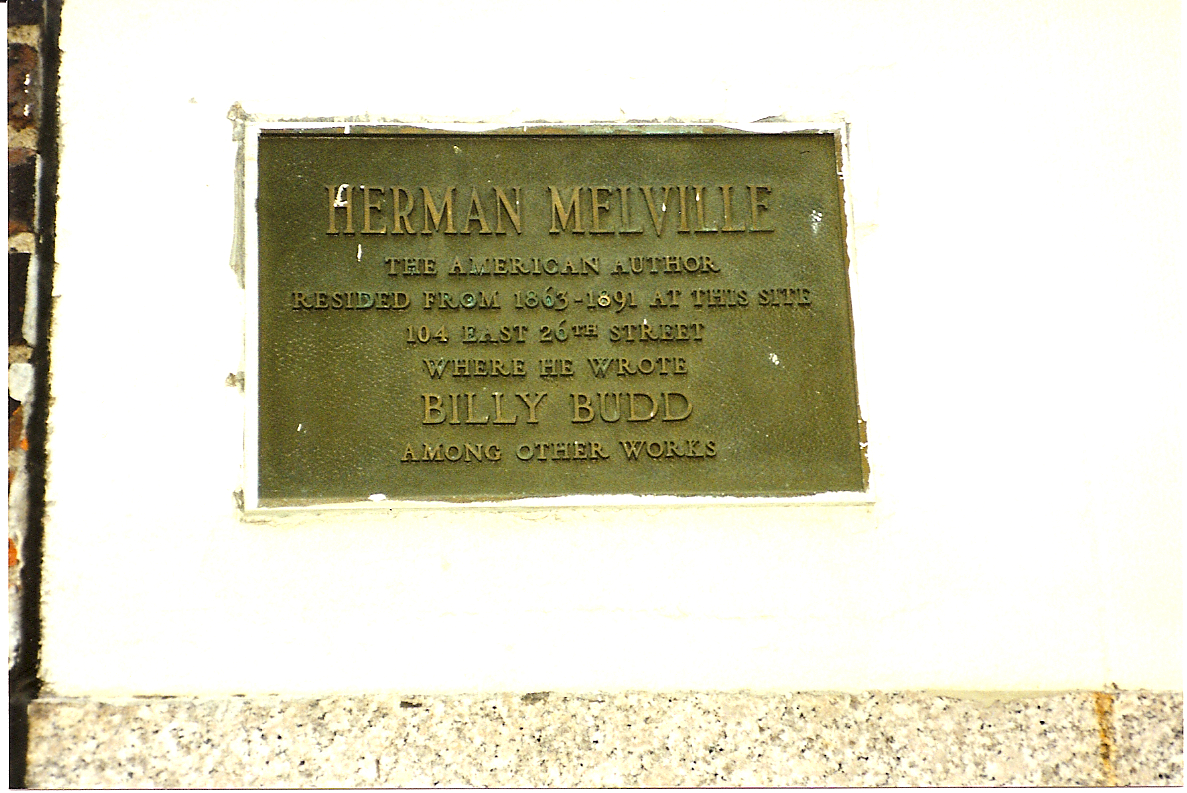 HERMAN MELVILLE
THE AMERICAN AUTHOR
RESIDED FROM 1863-1891 AT THIS SITE
104 EAST 26TH STREET
WHERE HE WROTE
BILLY BUDD
AMONG OTHER WORKS